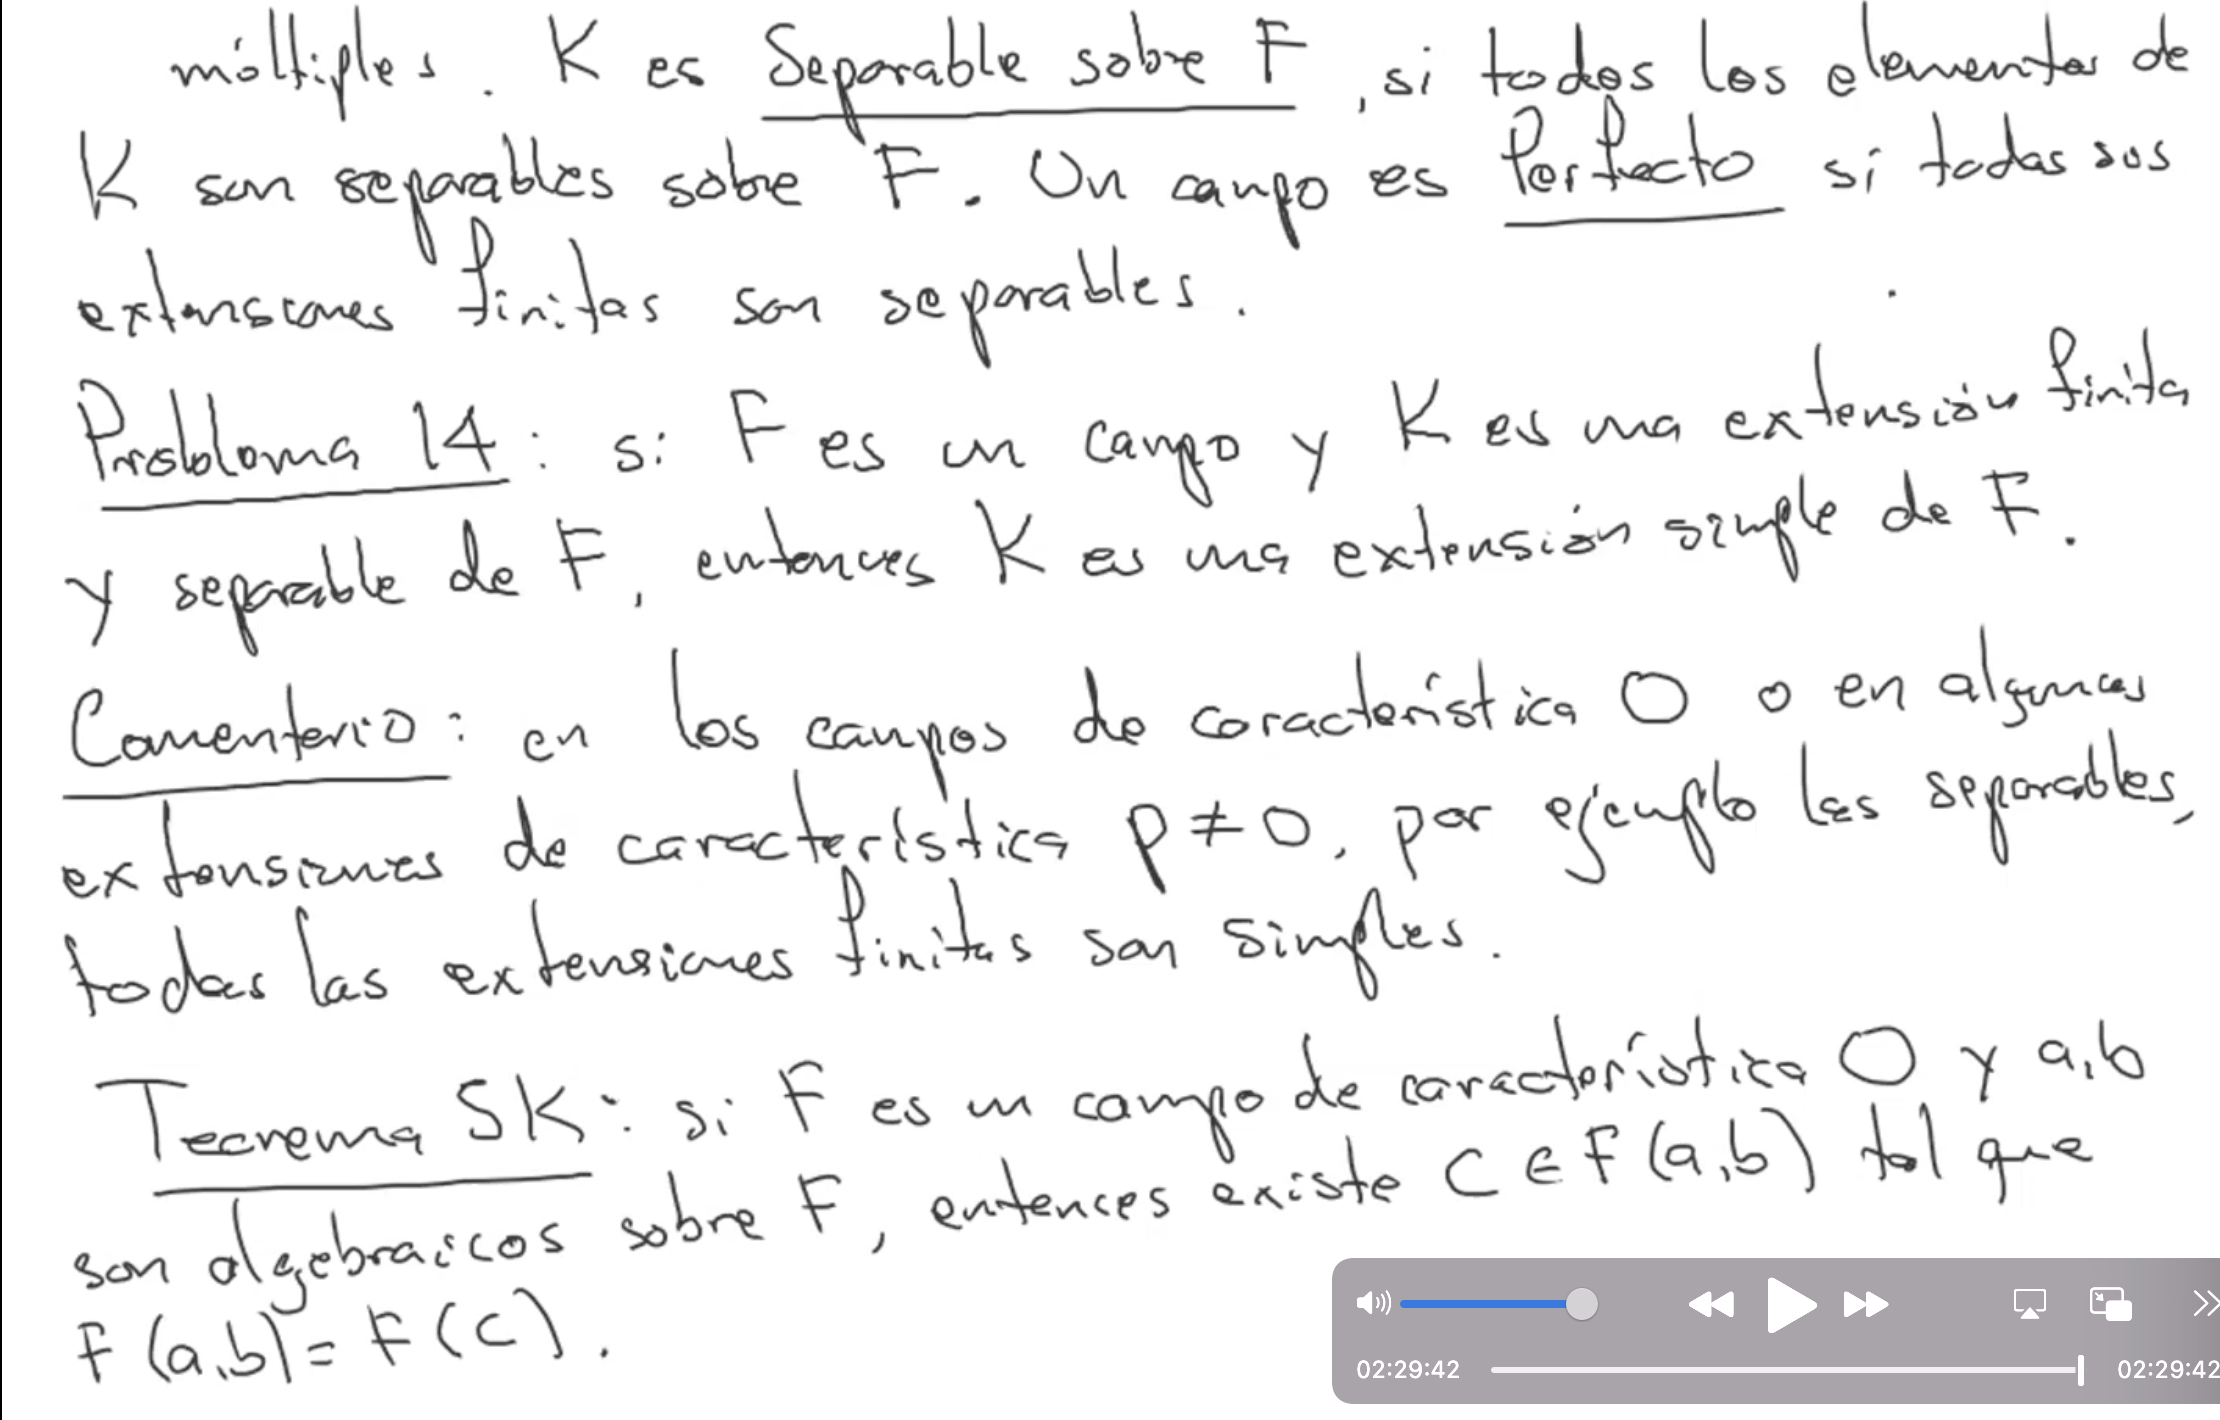 múltiples. K es Separable sobre F, si todos los elementos de
K son separables sobre F. Un campo es Perfecto si todas sus
extensiones finitas son separables.
Problema 14: si F es un campo y K es una extensión finita
y separable de F, entonces K es una extensión simple de F.
Comentario: en los campos de característica 0 o en algunas
extensiones de característica p ≠ 0, por ejemplo las separables,
todas las extensiones finitas son simples.
Teorema SK: si F es un campo de característica 0 y a,b
son algebraicos sobre F, entonces existe c ∈ F(a,b) tal que
F(a,b) = F(c).
02:29:42 02:29:42